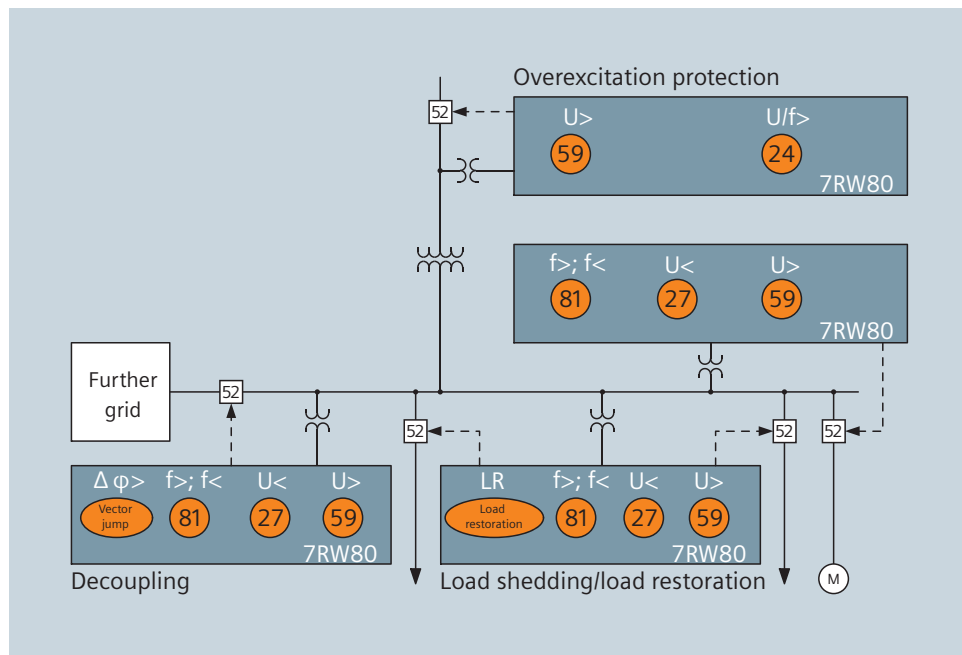 Overexcitation protection
52
U> U/f>
59 24
7RW80
f>; f< U< U>
81 27 59
7RW80
Further
grid
52
52 52 52
Δ φ> f>; f< U< U>
Vector
jump
81 27 59
7RW80
Decoupling
LR f>; f< U< U>
Load
restoration
81 27 59
7RW80
Load shedding/load restoration
M